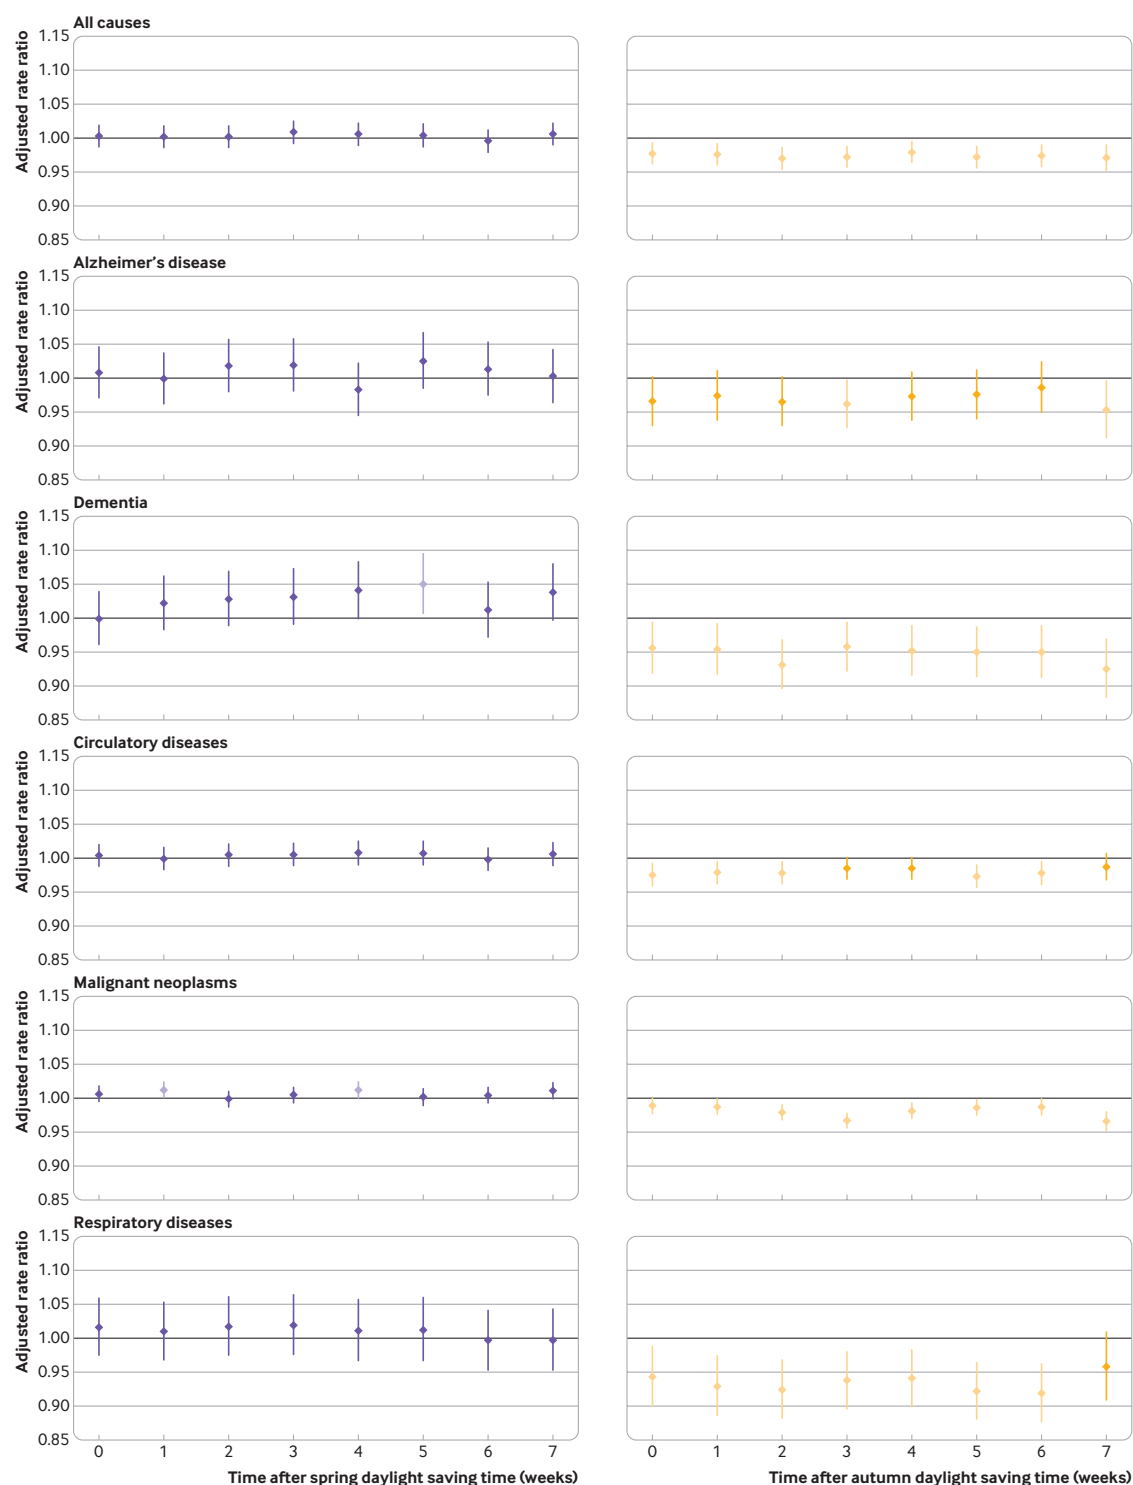 All causes
Adjusted rate ratio
1.15
1.10
1.05
1.00
0.95
0.90
0.85
Alzheimer's disease
Adjusted rate ratio
1.15
1.10
1.05
1.00
0.95
0.90
0.85
Dementia
Adjusted rate ratio
1.15
1.10
1.05
1.00
0.95
0.90
0.85
Circulatory diseases
Adjusted rate ratio
1.15
1.10
1.05
1.00
0.95
0.90
0.85
Malignant neoplasms
Adjusted rate ratio
1.15
1.10
1.05
1.00
0.95
0.90
0.85
Respiratory diseases
Adjusted rate ratio
1.15
1.10
1.05
1.00
0.95
0.90
0.85
0 1 2 3 4 5 6 7
Time after spring daylight saving time (weeks)
0 1 2 3 4 5 6 7
Time after autumn daylight saving time (weeks)